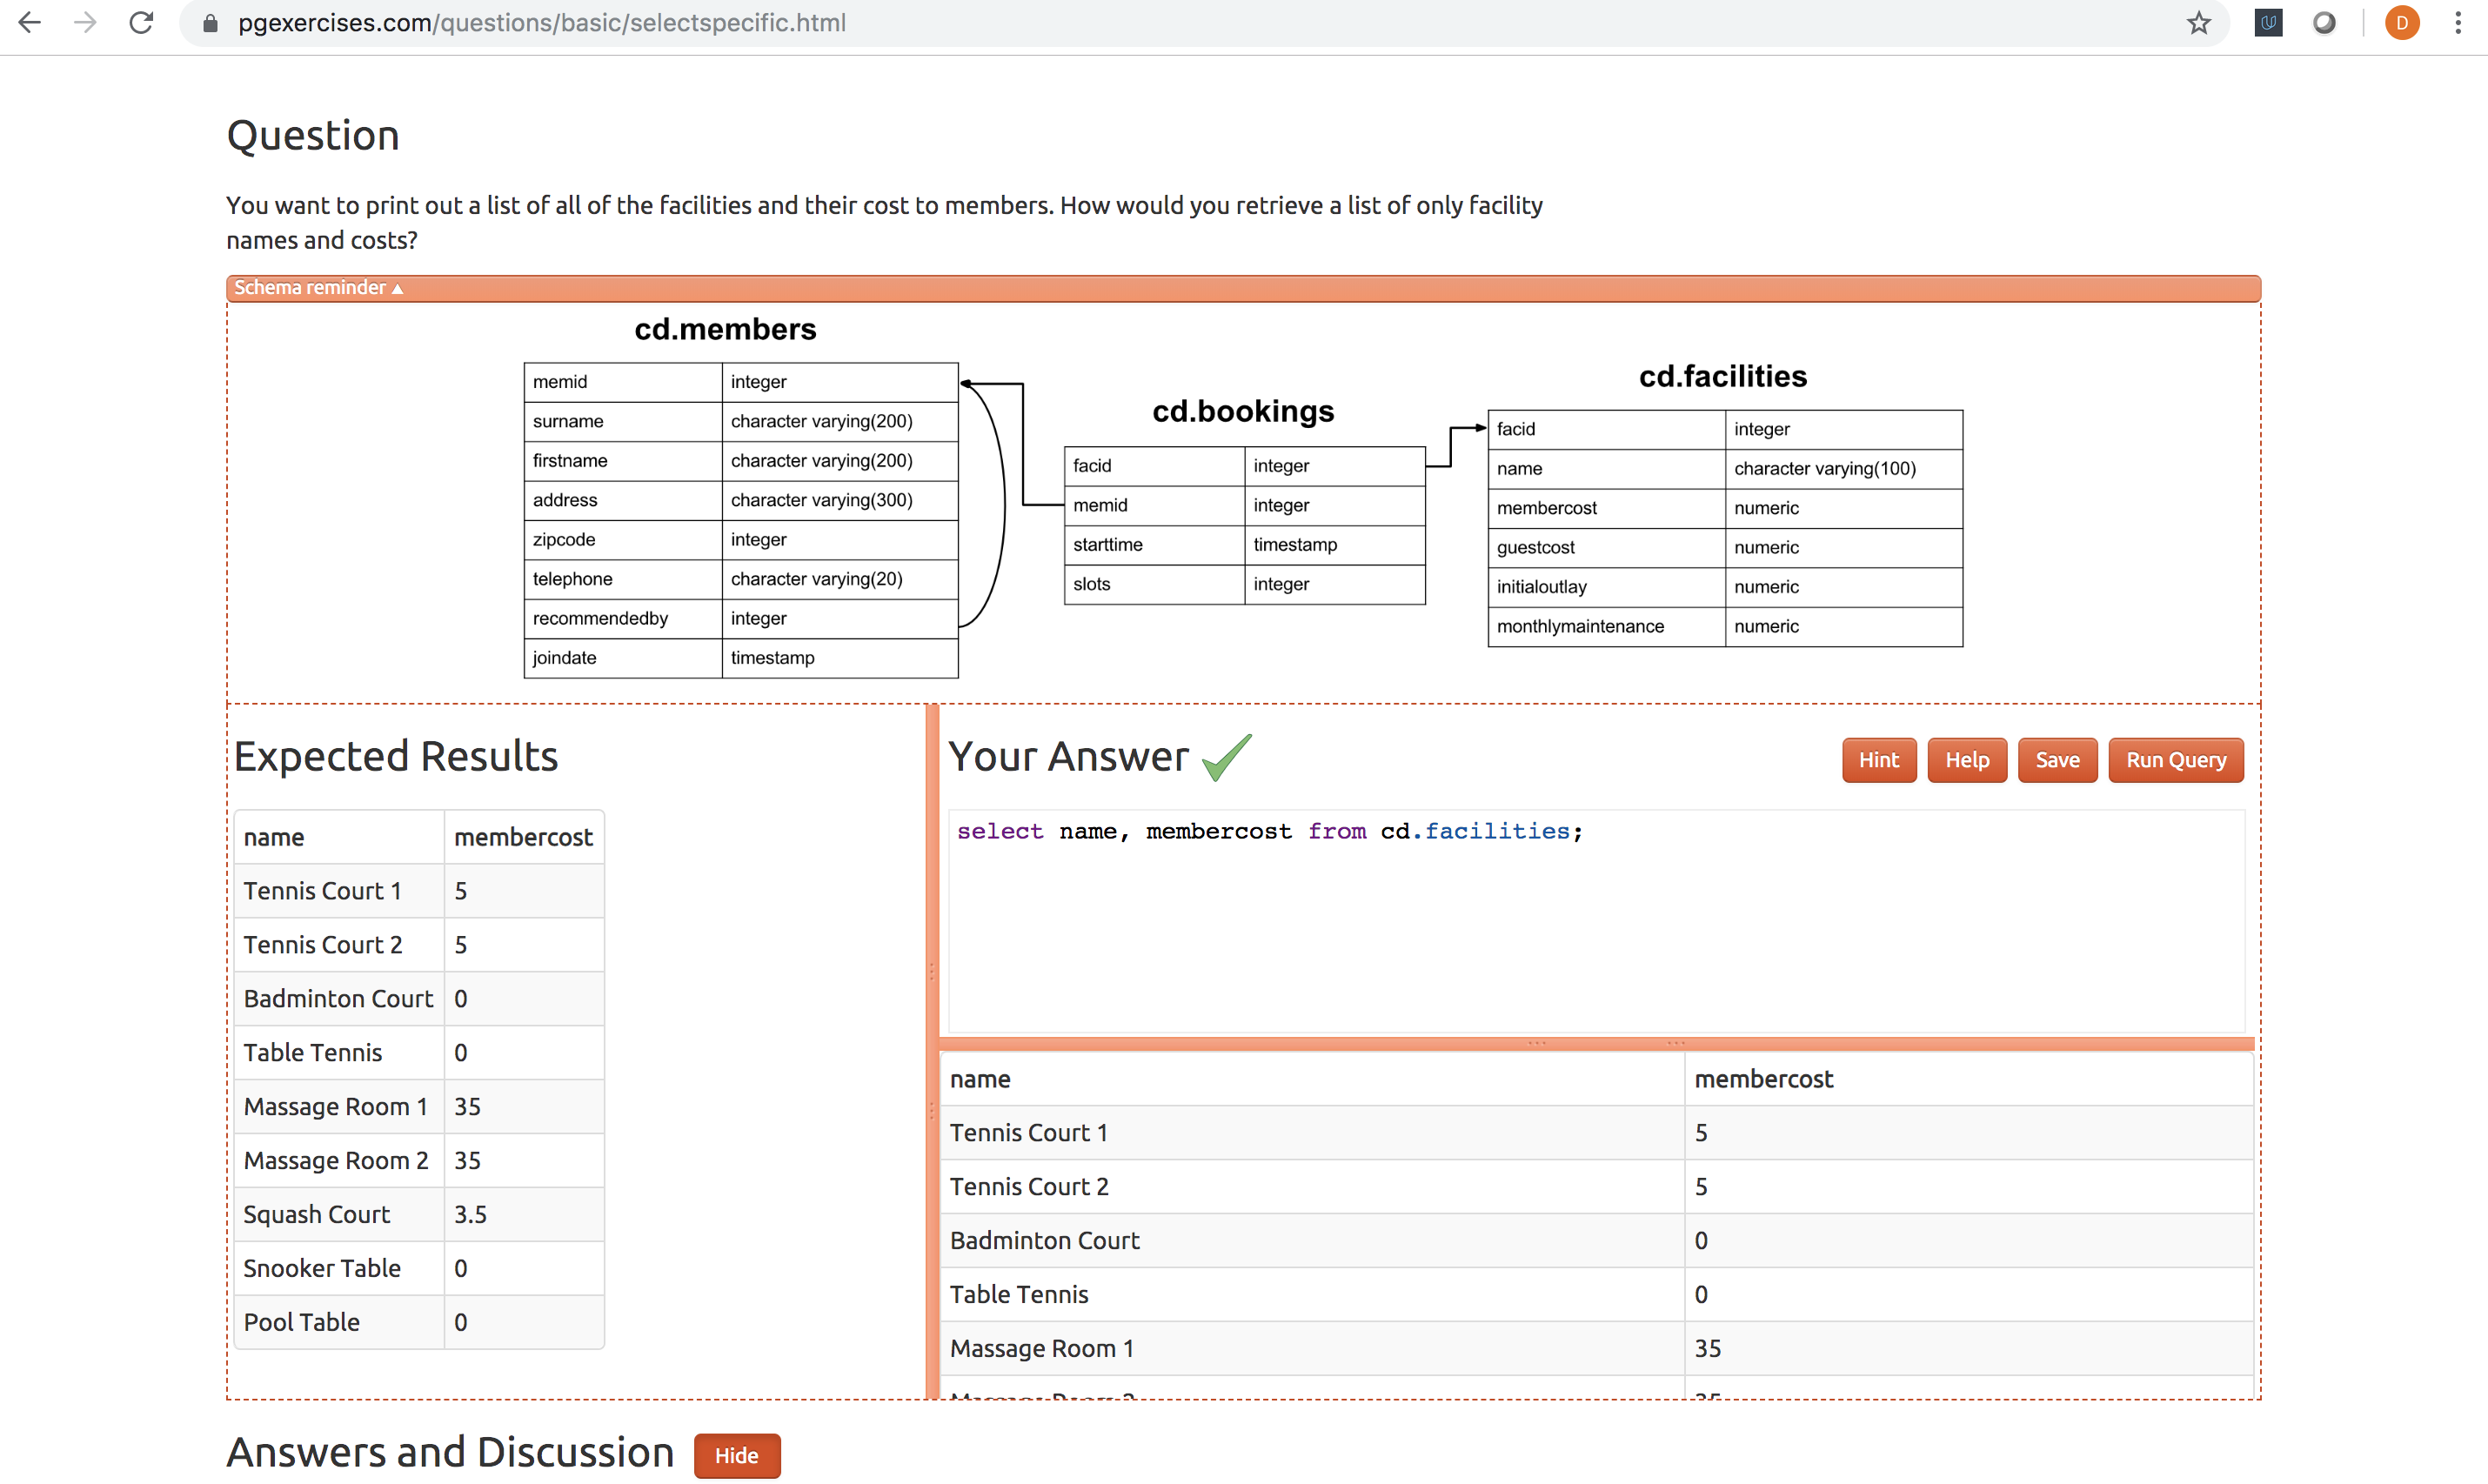 pgexercises.com/questions/basic/selectspecific.html
D
Question
You want to print out a list of all of the facilities and their cost to members. How would you retrieve a list of only facility
names and costs?
Schema reminder
cd.members
memid integer
surname character varying(200)
firstname character varying(200)
address character varying(300)
zipcode integer
telephone character varying(20)
recommendedby integer
joindate timestamp
cd.bookings
facid integer
memid integer
starttime timestamp
slots integer
cd.facilities
facid integer
name character varying(100)
membercost numeric
guestcost numeric
initialoutlay numeric
monthlymaintenance numeric
Expected Results
name membercost
Tennis Court 1 5
Tennis Court 2 5
Badminton Court 0
Table Tennis 0
Massage Room 1 35
Massage Room 2 35
Squash Court 3.5
Snooker Table 0
Pool Table 0
Your Answer
Hint Help Save Run Query
select name, membercost from cd.facilities;
name membercost
Tennis Court 1 5
Tennis Court 2 5
Badminton Court 0
Table Tennis 0
Massage Room 1 35
Massage Room 2 35
Answers and Discussion Hide